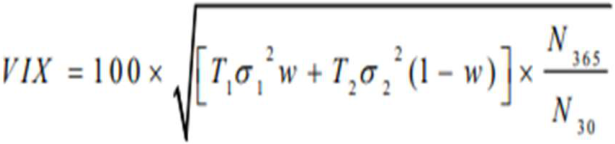 VIX = 100 × √[T₁σ₁²w + T₂σ₂²(1 − w)] × N₃₆₅/N₃₀